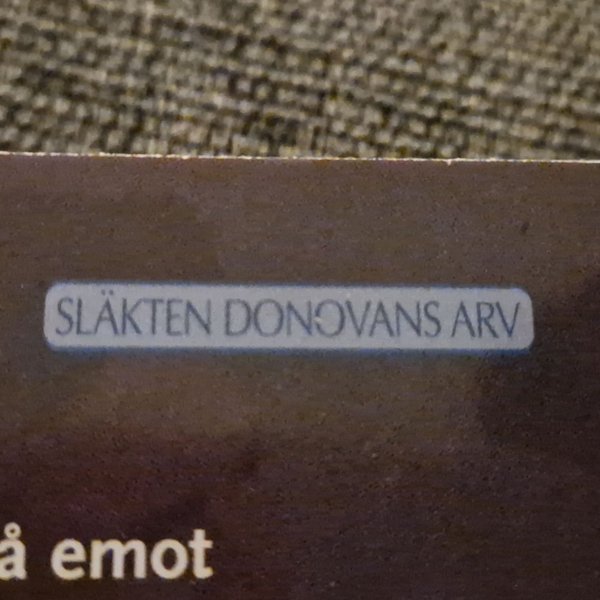 SLÄKTEN DONOVANS ARV
å emot